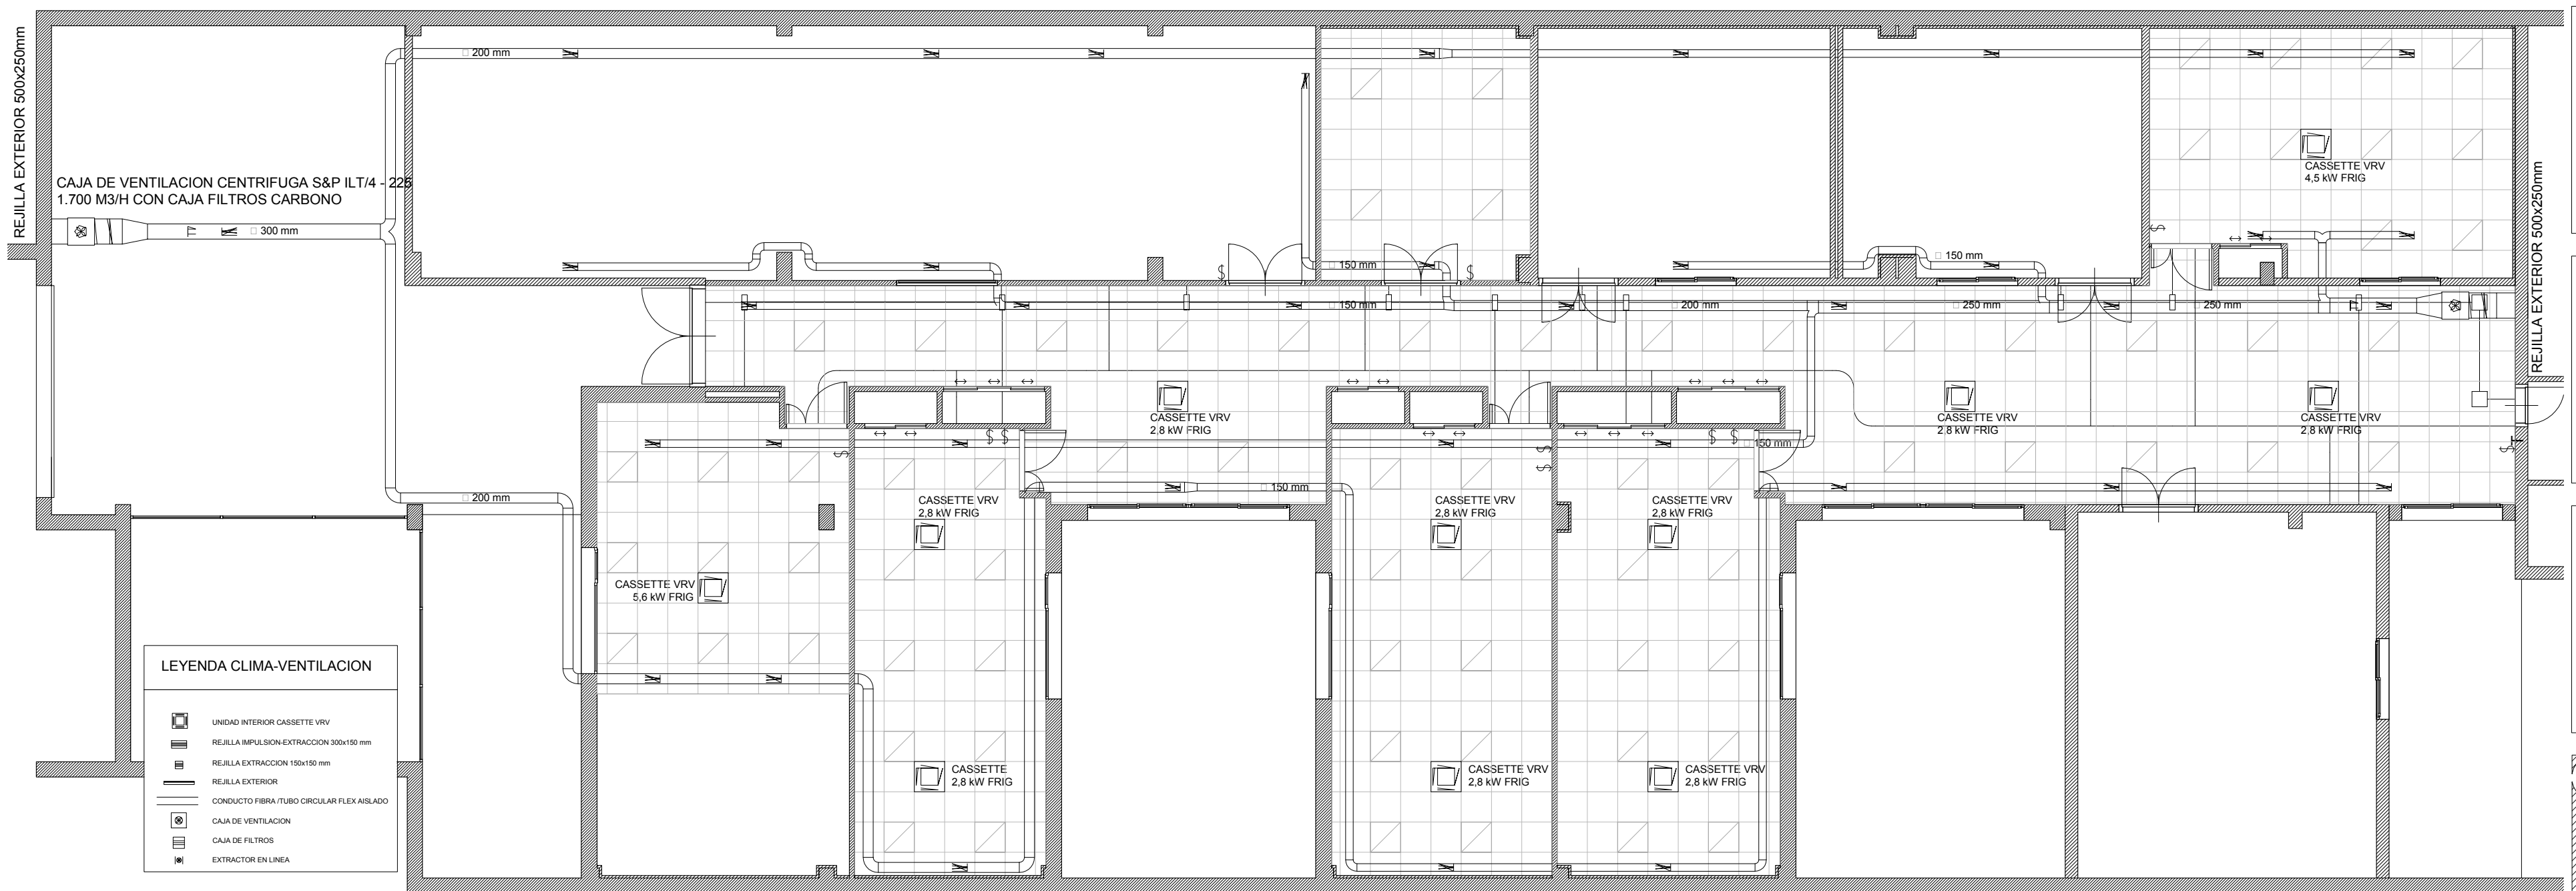 REJILLA EXTERIOR 500x250mm
□ 200 mm
CAJA DE VENTILACION CENTRIFUGA S&P ILT/4 - 225
1.700 M3/H CON CAJA FILTROS CARBONO
□ 300 mm
CASSETTE VRV
4,5 kW FRIG
REJILLA EXTERIOR 500x250mm
□ 150 mm
□ 150 mm
□ 150 mm
□ 200 mm
□ 250 mm
□ 250 mm
CASSETTE VRV
2,8 kW FRIG
CASSETTE VRV
2,8 kW FRIG
CASSETTE VRV
2,8 kW FRIG
□ 150 mm
□ 200 mm
□ 150 mm
CASSETTE VRV
2,8 kW FRIG
CASSETTE VRV
2,8 kW FRIG
CASSETTE VRV
2,8 kW FRIG
CASSETTE VRV
5,6 kW FRIG
CASSETTE
2,8 kW FRIG
CASSETTE VRV
2,8 kW FRIG
CASSETTE VRV
2,8 kW FRIG
LEYENDA CLIMA-VENTILACION
UNIDAD INTERIOR CASSETTE VRV
REJILLA IMPULSION-EXTRACCION 300x150 mm
REJILLA EXTRACCION 150x150 mm
REJILLA EXTERIOR
CONDUCTO FIBRA /TUBO CIRCULAR FLEX AISLADO
CAJA DE VENTILACION
CAJA DE FILTROS
EXTRACTOR EN LINEA